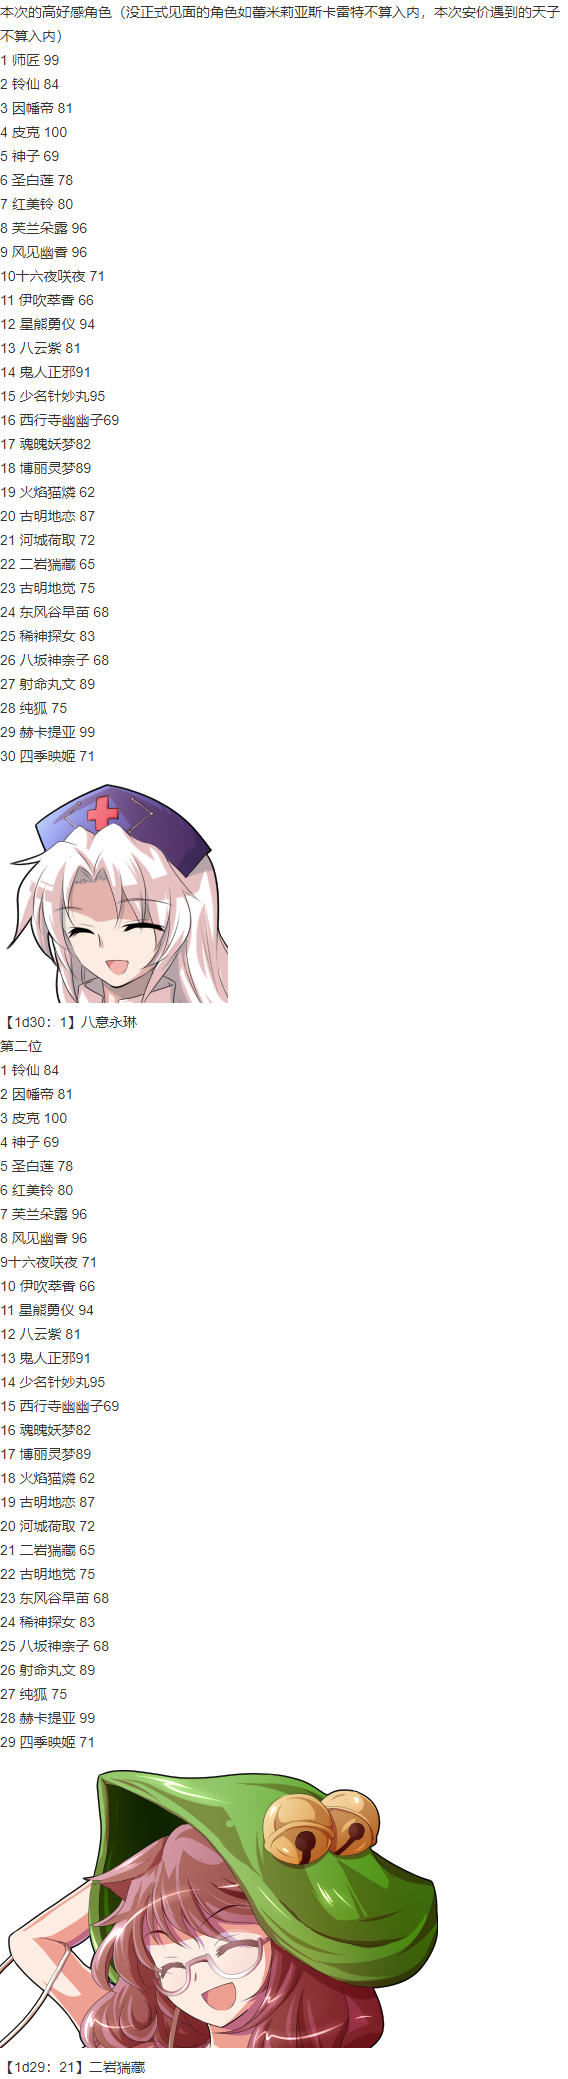 本次的高好感角色（没正式见面的角色如蕾米莉亚斯卡雷特不算入内，本次安价遇到的天子
不算入内）
1 师匠 99
2 铃仙 84
3 因幡帝 81
4 皮克 100
5 神子 69
6 圣白莲 78
7 红美铃 80
8 芙兰朵露 96
9 风见幽香 96
10十六夜咲夜 71
11 伊吹萃香 66
12 星熊勇仪 94
13 八云紫 81
14 鬼人正邪91
15 少名针妙丸95
16 西行寺幽幽子69
17 魂魄妖梦82
18 博丽灵梦89
19 火焰猫燐 62
20 古明地恋 87
21 河城荷取 72
22 二岩猯藏 65
23 古明地觉 75
24 东风谷早苗 68
25 稀神探女 83
26 八坂神奈子 68
27 射命丸文 89
28 纯狐 75
29 赫卡提亚 99
30 四季映姬 71
【1d30：1】八意永琳
第二位
1 铃仙 84
2 因幡帝 81
3 皮克 100
4 神子 69
5 圣白莲 78
6 红美铃 80
7 芙兰朵露 96
8 风见幽香 96
9十六夜咲夜 71
10 伊吹萃香 66
11 星熊勇仪 94
12 八云紫 81
13 鬼人正邪91
14 少名针妙丸95
15 西行寺幽幽子69
16 魂魄妖梦82
17 博丽灵梦89
18 火焰猫燐 62
19 古明地恋 87
20 河城荷取 72
21 二岩猯藏 65
22 古明地觉 75
23 东风谷早苗 68
24 稀神探女 83
25 八坂神奈子 68
26 射命丸文 89
27 纯狐 75
28 赫卡提亚 99
29 四季映姬 71
【1d29：21】二岩猯藏